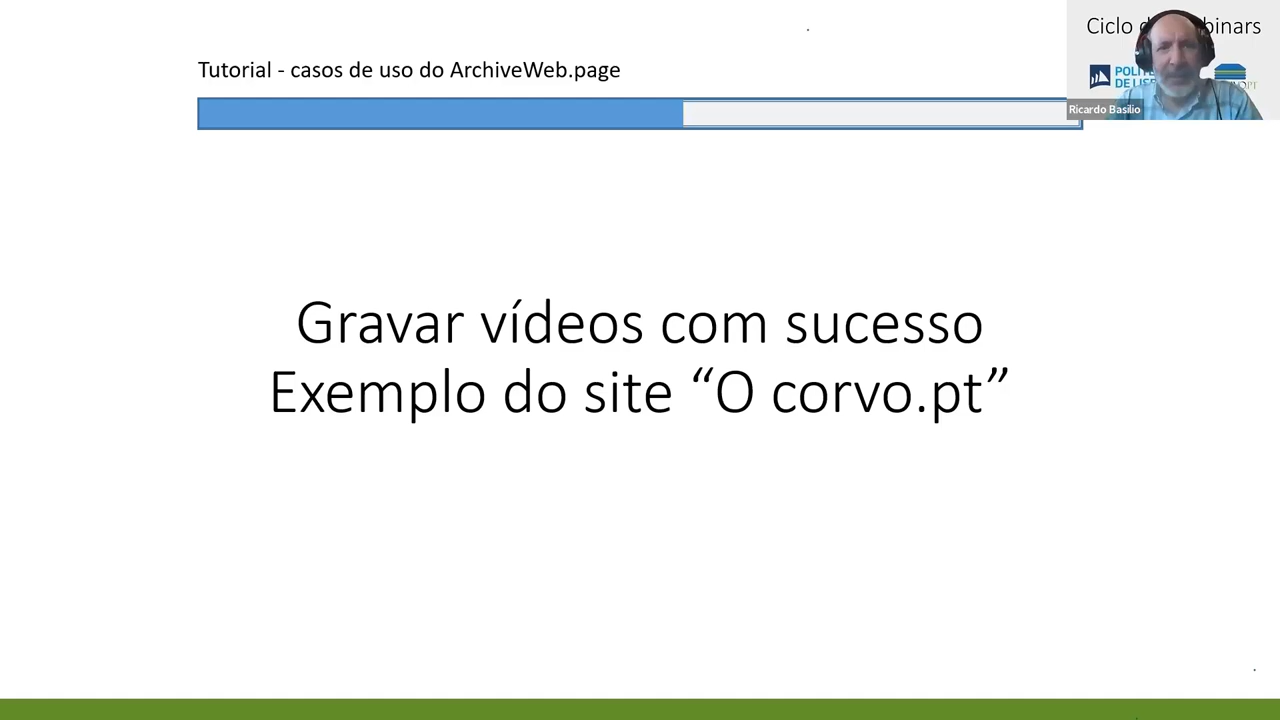 Tutorial - casos de uso do ArchiveWeb.page
Ricardo Basílio
Gravar vídeos com sucesso
Exemplo do site “O corvo.pt”